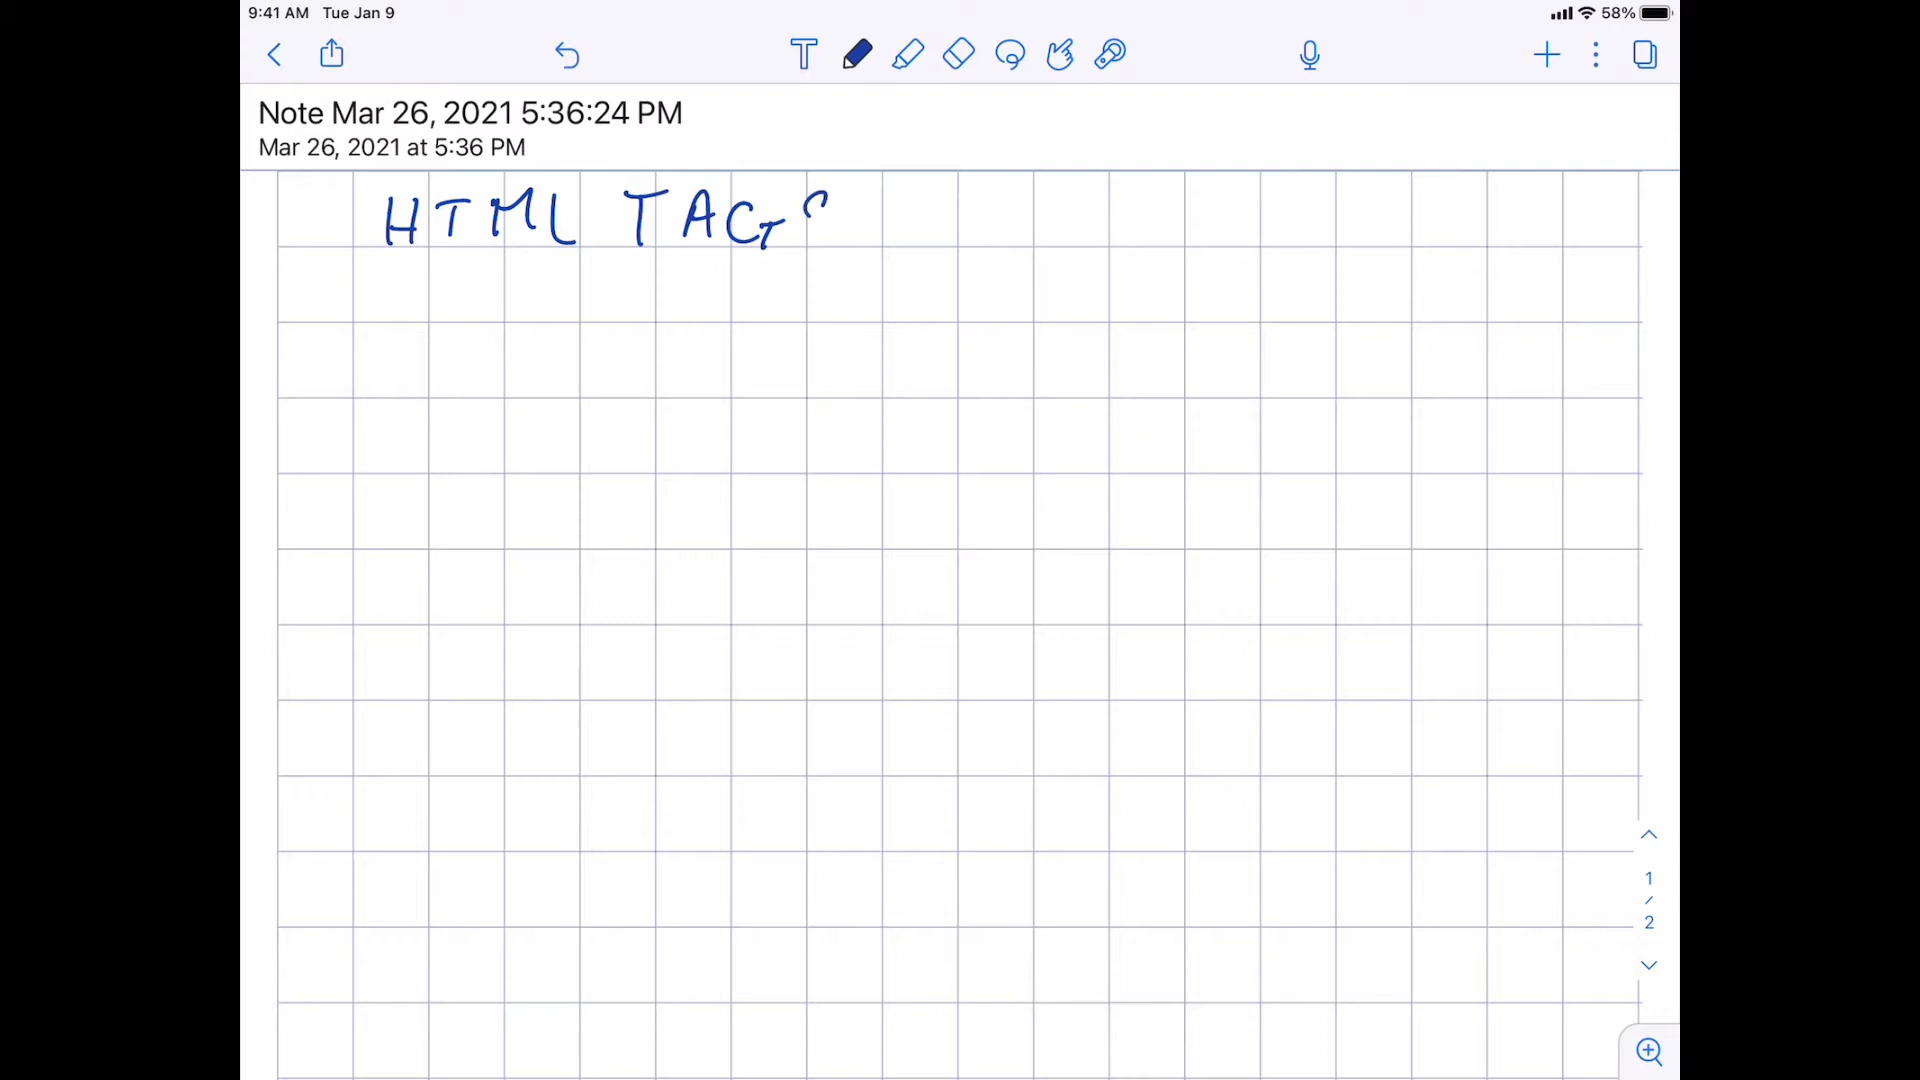 9:41 AM Tue Jan 9 58%
Note Mar 26, 2021 5:36:24 PM
Mar 26, 2021 at 5:36 PM
HTML TAG
1
/
2